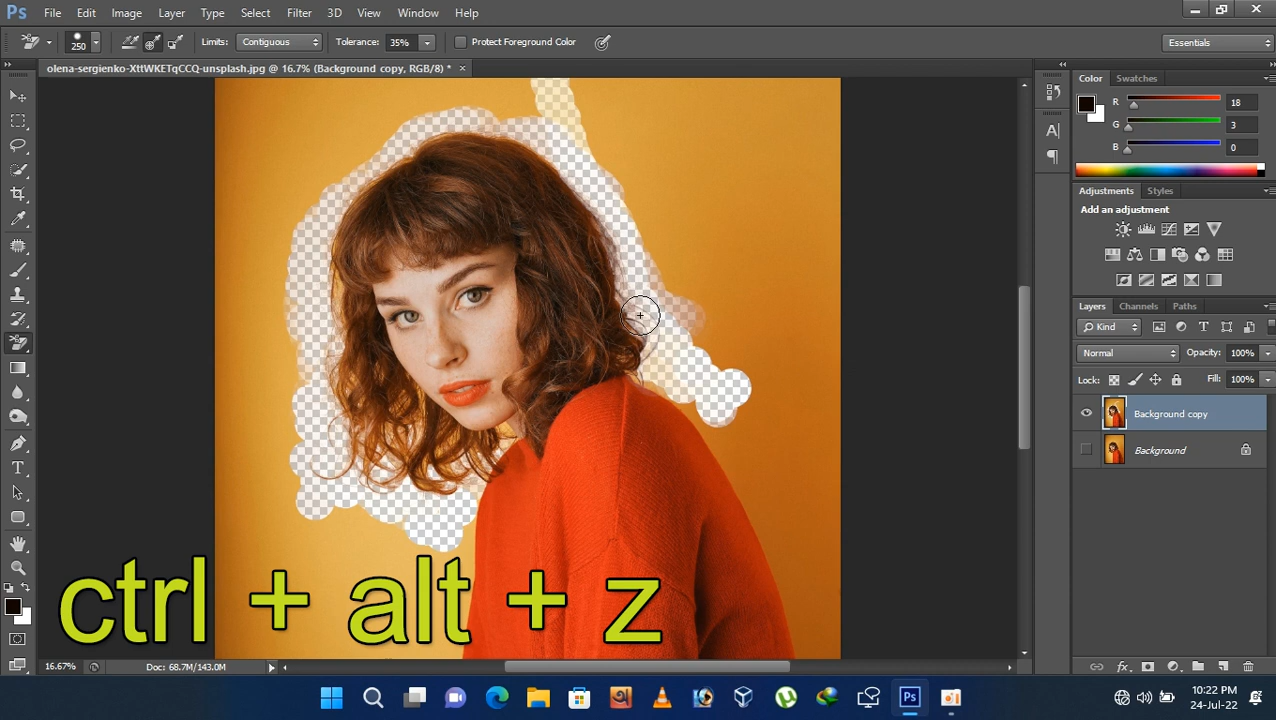 Ps File Edit Image Layer Type Select Filter 3D View Window Help
250 Limits: Contiguous Tolerance: 35% Protect Foreground Color Essentials
olena-sergienko-XttWKETqCCQ-unsplash.jpg @ 16.7% (Background copy, RGB/8) *
Color Swatches
R 18
G 3
B 0
Adjustments Styles
Add an adjustment
Layers Channels Paths
Kind
Normal Opacity: 100%
Lock: Fill: 100%
Background copy
Background
ctrl + alt + z
16.67% Doc: 68.7M/143.0M
Ps
10:22 PM
24-Jul-22